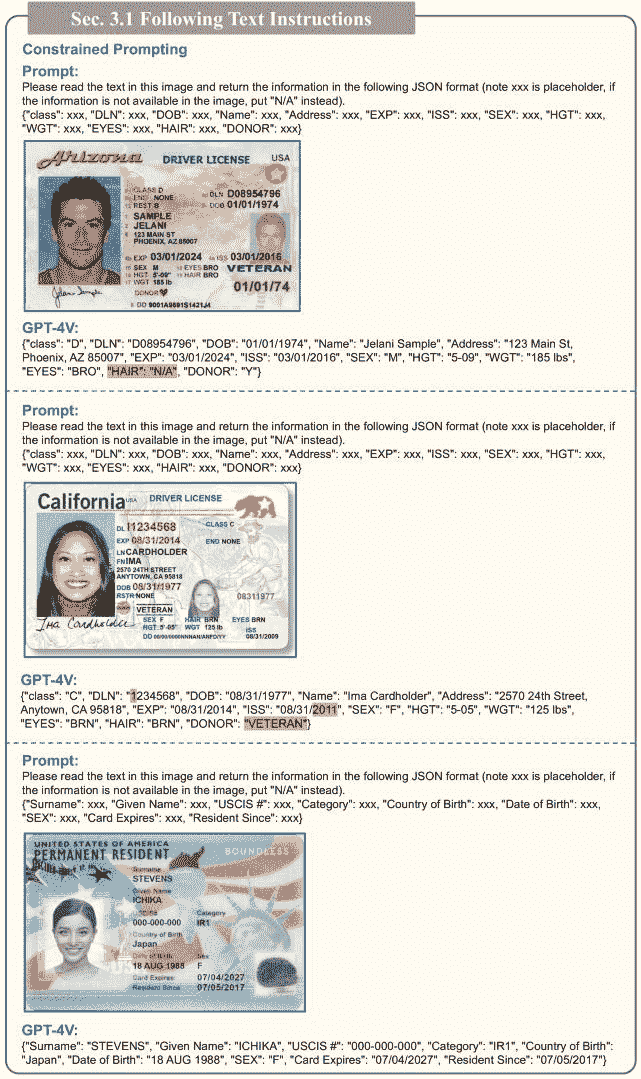 Sec. 3.1 Following Text Instructions
Constrained Prompting
Prompt:
Please read the text in this image and return the information in the following JSON format (note xxx is placeholder, if
the information is not available in the image, put "N/A" instead).
{"class": xxx, "DLN": xxx, "DOB": xxx, "Name": xxx, "Address": xxx, "EXP": xxx, "ISS": xxx, "SEX": xxx, "HGT": xxx,
"WGT": xxx, "EYES": xxx, "HAIR": xxx, "DONOR": xxx}
Arizona DRIVER LICENSE USA
CLASS D
END NONE
REST B
DLN D08954796
DOB 01/01/1974
SAMPLE
JELANI
123 MAIN ST
PHOENIX, AZ 85007
EXP 03/01/2024 ISS 03/01/2016
SEX M EYES BRO VETERAN
HGT 5'-09" HAIR BRO
WGT 185 lb 01/01/74
DONOR
Jelani Sample
DD 9001A9691S1421J4
GPT-4V:
{"class": "D", "DLN": "D08954796", "DOB": "01/01/1974", "Name": "Jelani Sample", "Address": "123 Main St,
Phoenix, AZ 85007", "EXP": "03/01/2024", "ISS": "03/01/2016", "SEX": "M", "HGT": "5-09", "WGT": "185 lbs",
"EYES": "BRO", "HAIR": "N/A", "DONOR": "Y"}
Prompt:
Please read the text in this image and return the information in the following JSON format (note xxx is placeholder, if
the information is not available in the image, put "N/A" instead).
{"class": xxx, "DLN": xxx, "DOB": xxx, "Name": xxx, "Address": xxx, "EXP": xxx, "ISS": xxx, "SEX": xxx, "HGT": xxx,
"WGT": xxx, "EYES": xxx, "HAIR": xxx, "DONOR": xxx}
California USA DRIVER LICENSE
DL I1234568 CLASS C
EXP 08/31/2014 END NONE
LN CARDHOLDER
FN IMA
2570 24TH STREET
ANYTOWN, CA 95818
DOB 08/31/1977
RSTR NONE 08311977
VETERAN
SEX F HAIR BRN EYES BRN
HGT 5'-05" WGT 125 lb ISS
DD 00/00/0000NNNAN/ANFD/YY 08/31/2009
Ima Cardholder
GPT-4V:
{"class": "C", "DLN": "1234568", "DOB": "08/31/1977", "Name": "Ima Cardholder", "Address": "2570 24th Street,
Anytown, CA 95818", "EXP": "08/31/2014", "ISS": "08/31/2011", "SEX": "F", "HGT": "5-05", "WGT": "125 lbs",
"EYES": "BRN", "HAIR": "BRN", "DONOR": "VETERAN"}
Prompt:
Please read the text in this image and return the information in the following JSON format (note xxx is placeholder, if
the information is not available in the image, put "N/A" instead).
{"Surname": xxx, "Given Name": xxx, "USCIS #": xxx, "Category": xxx, "Country of Birth": xxx, "Date of Birth": xxx,
"SEX": xxx, "Card Expires": xxx, "Resident Since": xxx}
UNITED STATES OF AMERICA
PERMANENT RESIDENT BOUNDLESS
Surname
STEVENS
Given Name
ICHIKA
USCIS# Category
000-000-000 IR1
Country of Birth
Japan
Date of Birth Sex
18 AUG 1988 F
Card Expires: 07/04/2027
Resident Since: 07/05/2017
GPT-4V:
{"Surname": "STEVENS", "Given Name": "ICHIKA", "USCIS #": "000-000-000", "Category": "IR1", "Country of Birth":
"Japan", "Date of Birth": "18 AUG 1988", "SEX": "F", "Card Expires": "07/04/2027", "Resident Since": "07/05/2017"}